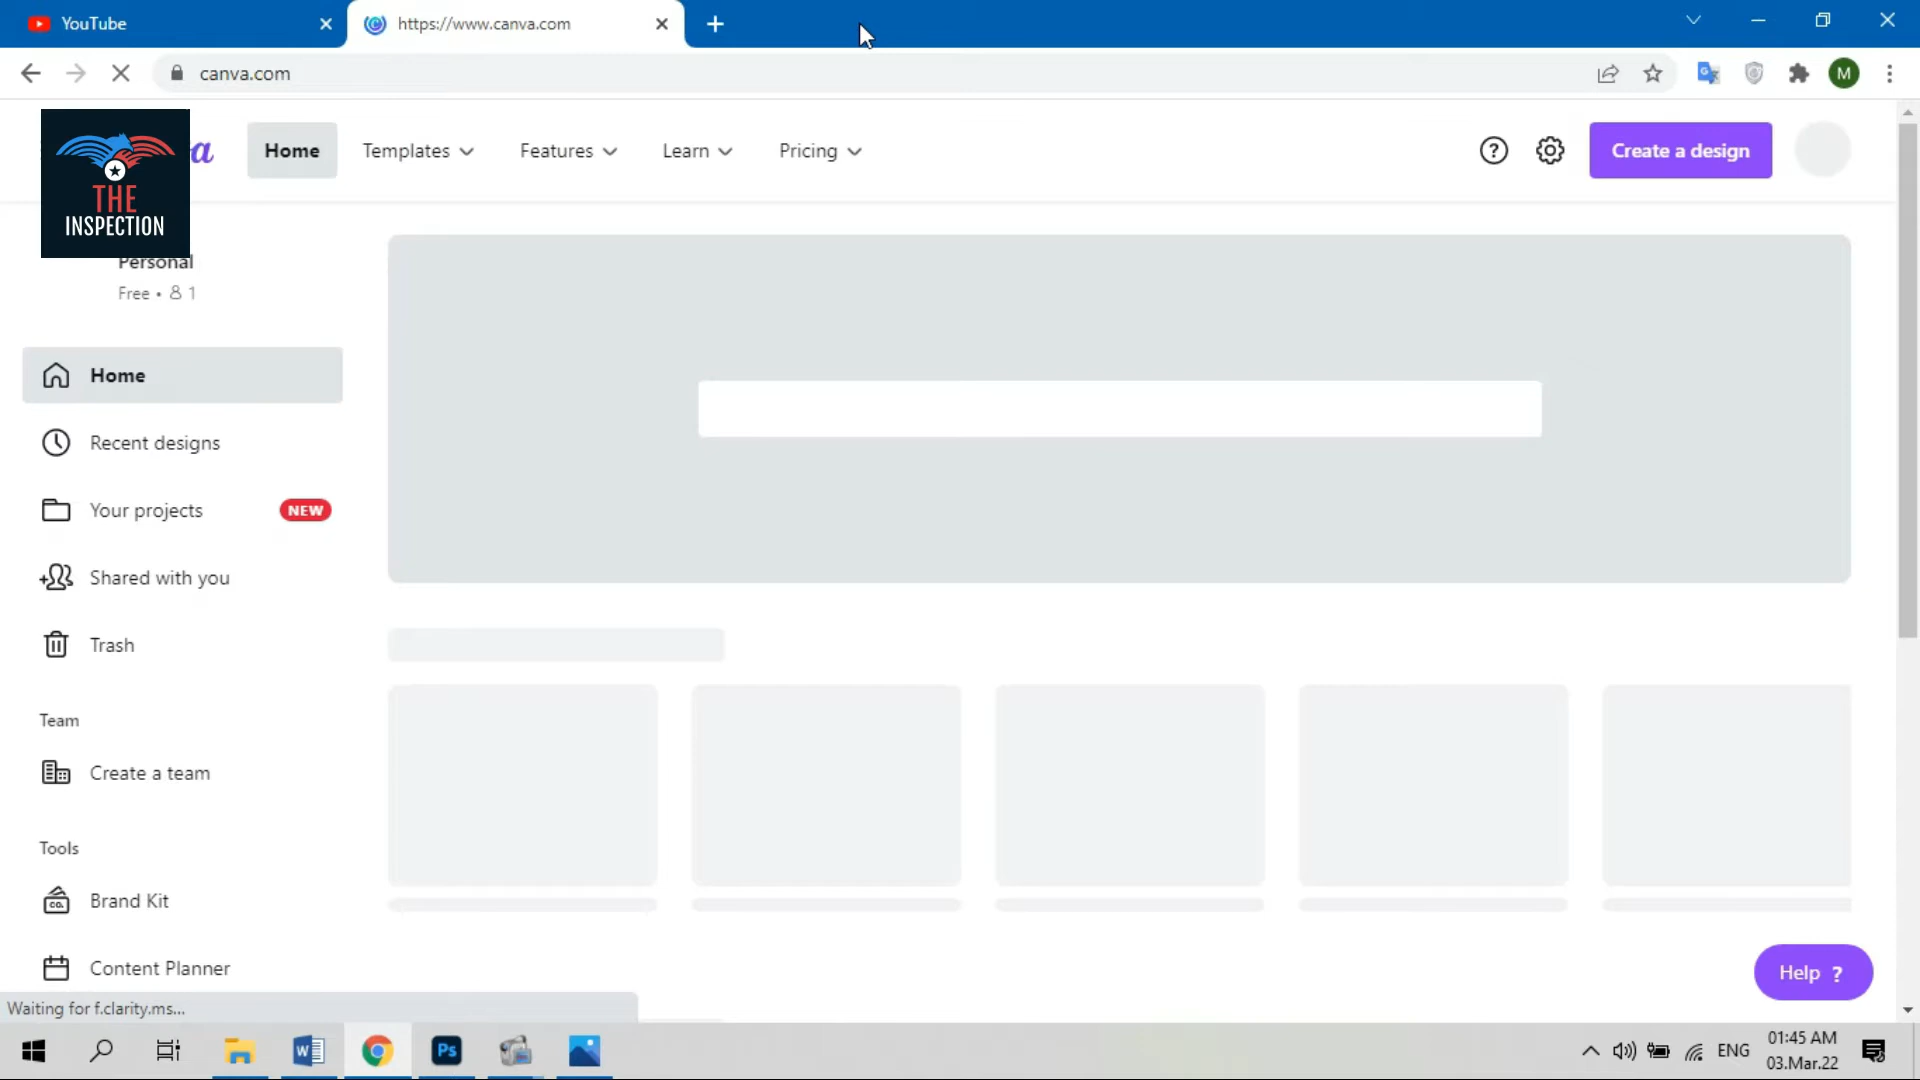 YouTube
https://www.canva.com
canva.com
THE
INSPECTION
a
Home
Templates
Features
Learn
Pricing
Create a design
Personal
Free • 1
Home
Recent designs
Your projects
NEW
Shared with you
Trash
Team
Create a team
Tools
CO.
Brand Kit
Content Planner
Help ?
Waiting for f.clarity.ms...
M
Ps
ENG
01:45 AM
03.Mar.22